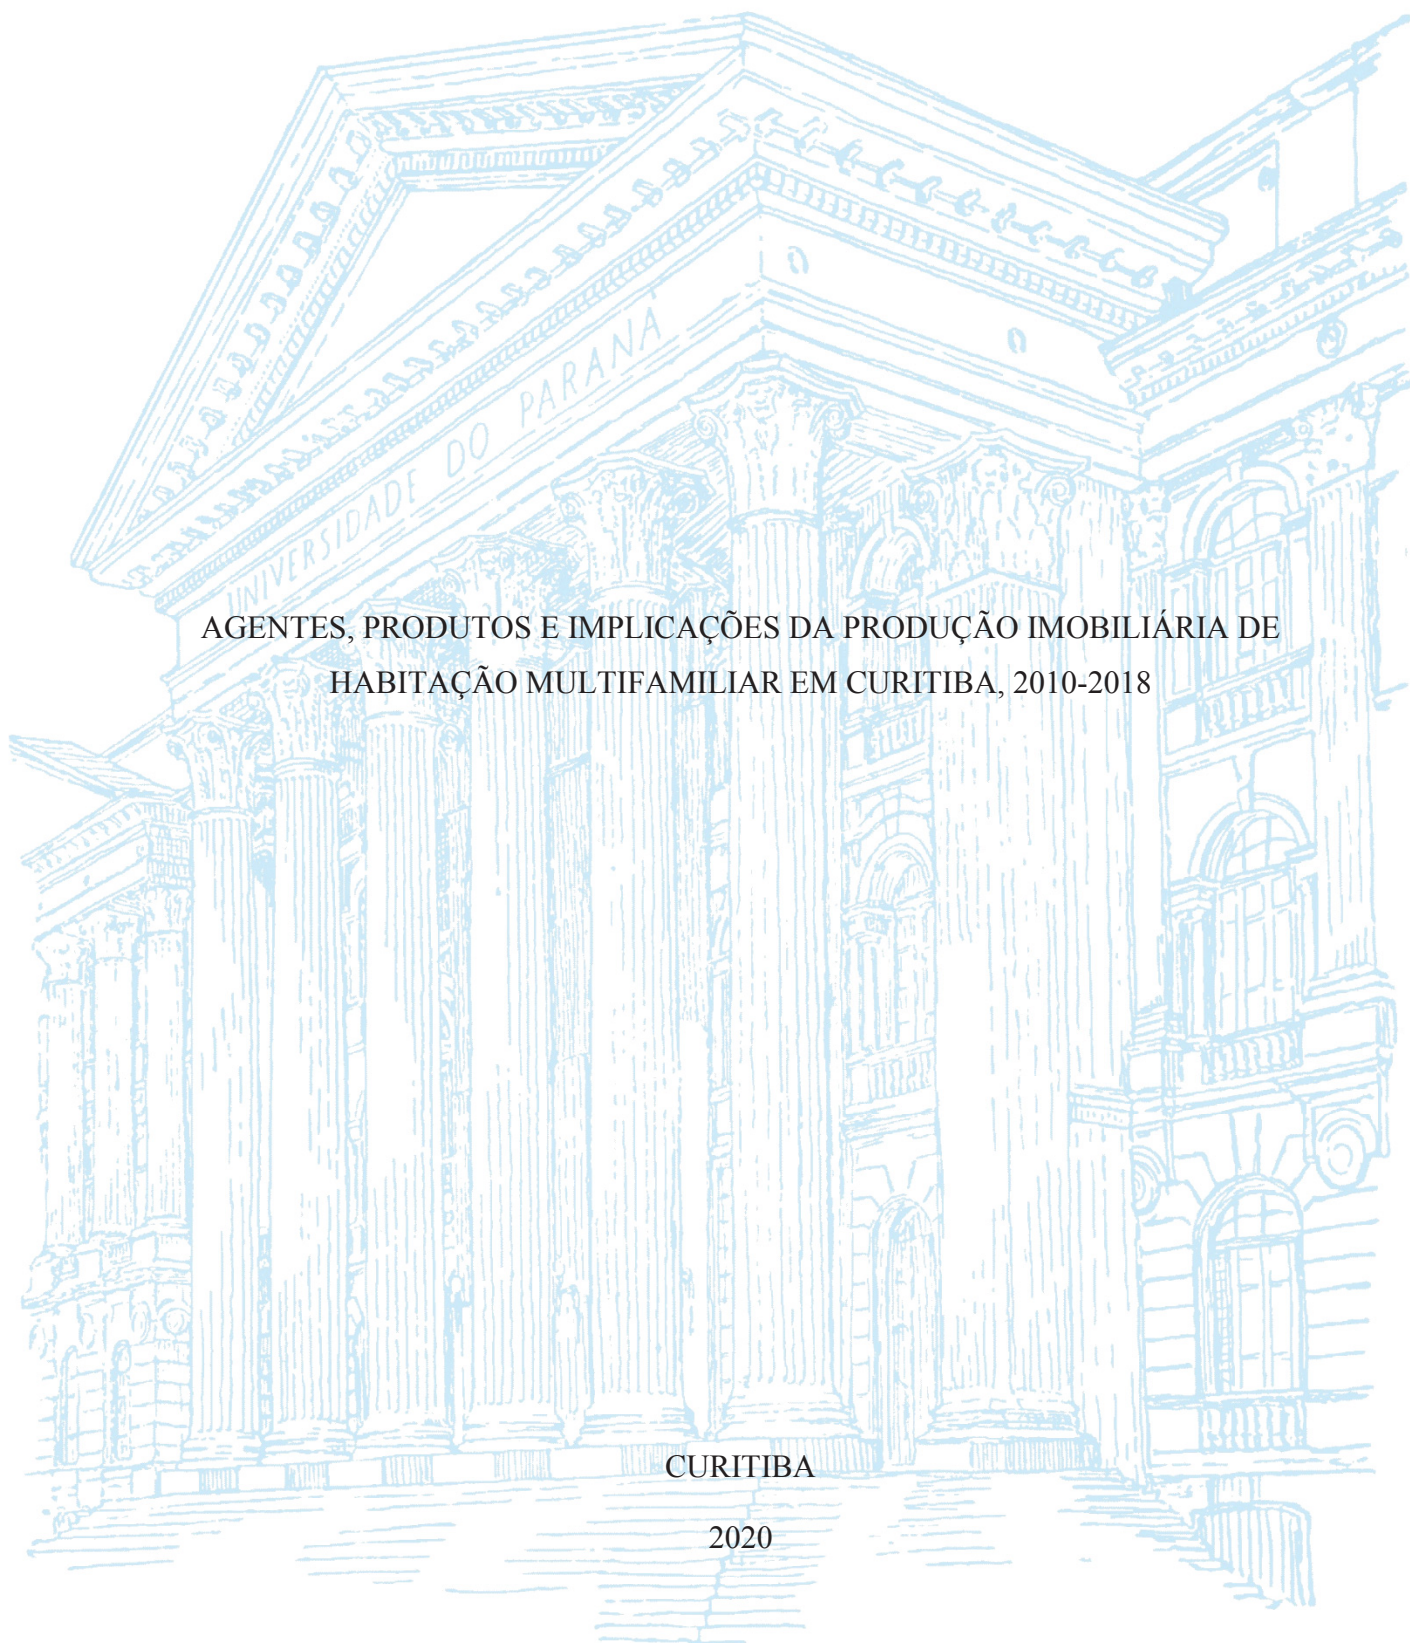 UNIVERSIDADE DO PARANÁ
AGENTES, PRODUTOS E IMPLICAÇÕES DA PRODUÇÃO IMOBILIÁRIA DE
HABITAÇÃO MULTIFAMILIAR EM CURITIBA, 2010-2018
CURITIBA
2020